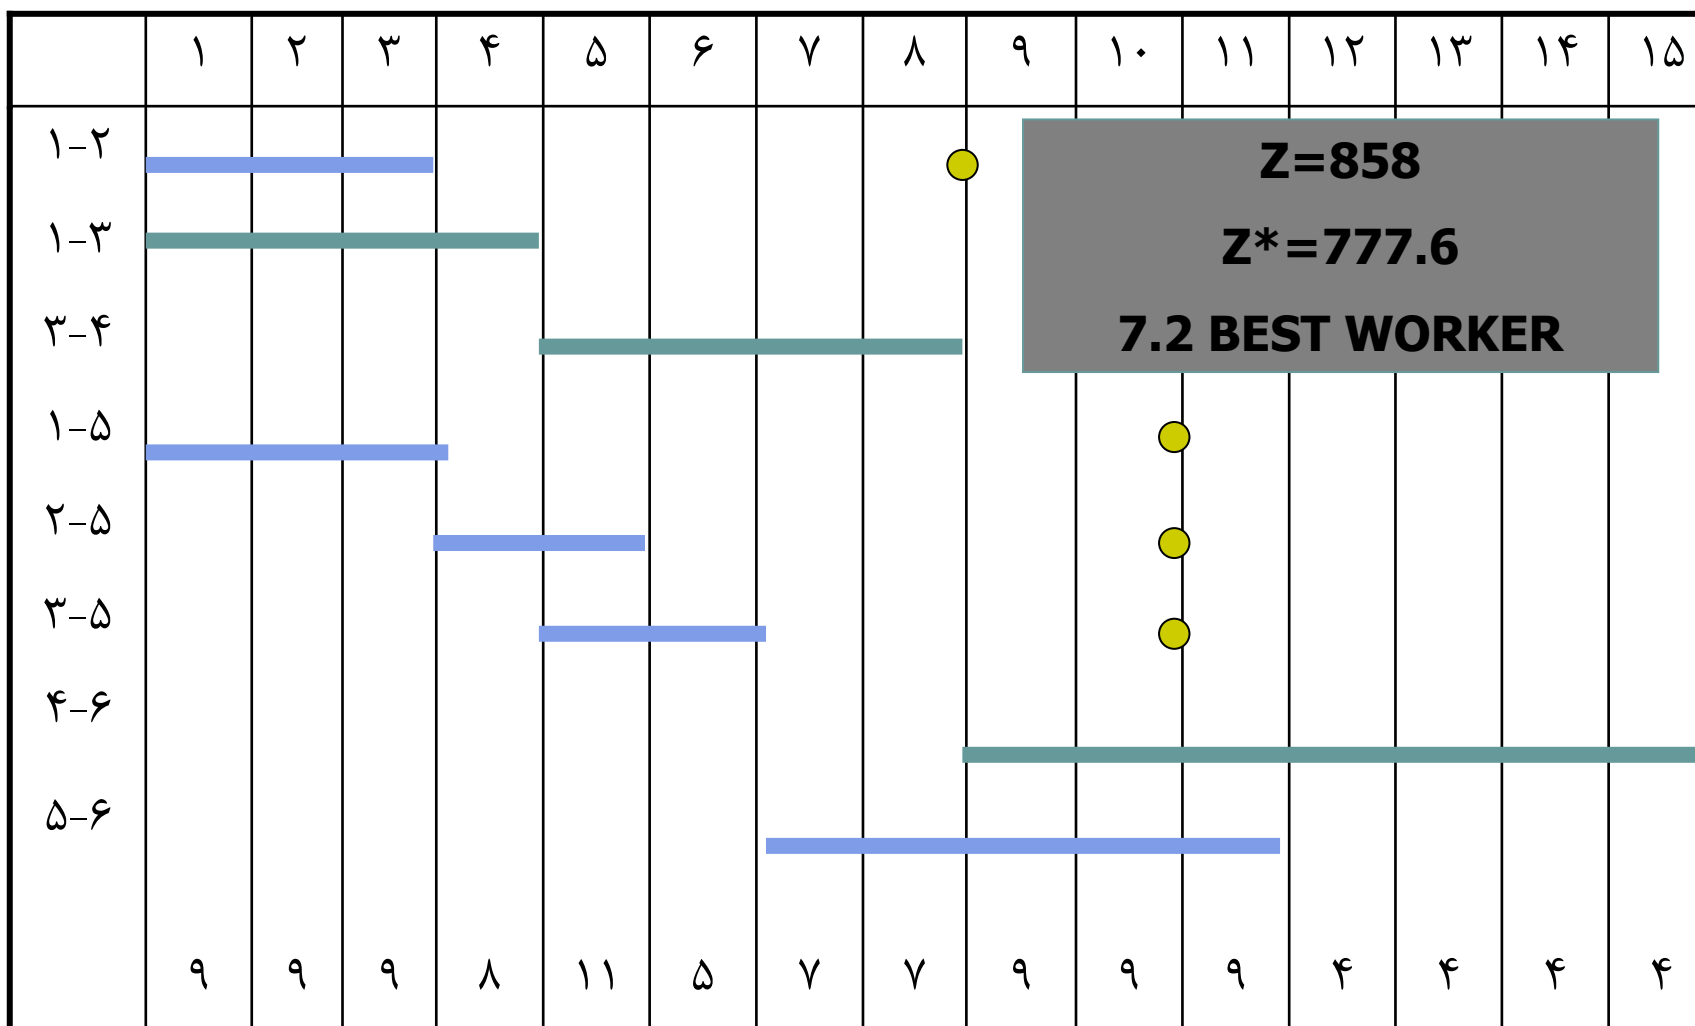 ۱ ۲ ۳ ۴ ۵ ۶ ۷ ۸ ۹ ۱۰ ۱۱ ۱۲ ۱۳ ۱۴ ۱۵
۱-۲
۱-۳
۳-۴
۱-۵
۲-۵
۳-۵
۴-۶
۵-۶
Z=858
Z*=777.6
7.2 BEST WORKER
۹ ۹ ۹ ۸ ۱۱ ۵ ۷ ۷ ۹ ۹ ۹ ۴ ۴ ۴ ۴